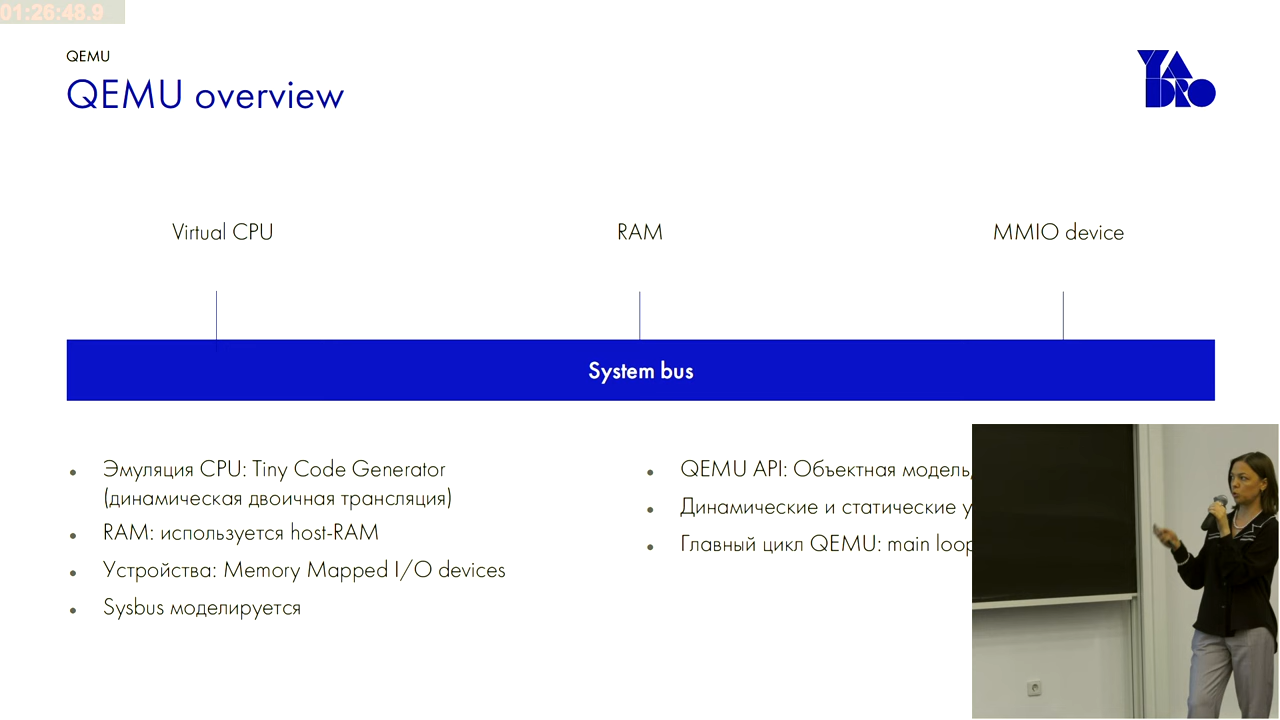 01:26:48.9
QEMU
QEMU overview
YADRO
Virtual CPU
RAM
MMIO device
System bus
• Эмуляция CPU: Tiny Code Generator
(динамическая двоичная трансляция)
• RAM: используется host-RAM
• Устройства: Memory Mapped I/O devices
• Sysbus моделируется
• QEMU API: Объектная модель,
• Динамические и статические
• Главный цикл QEMU: main loop